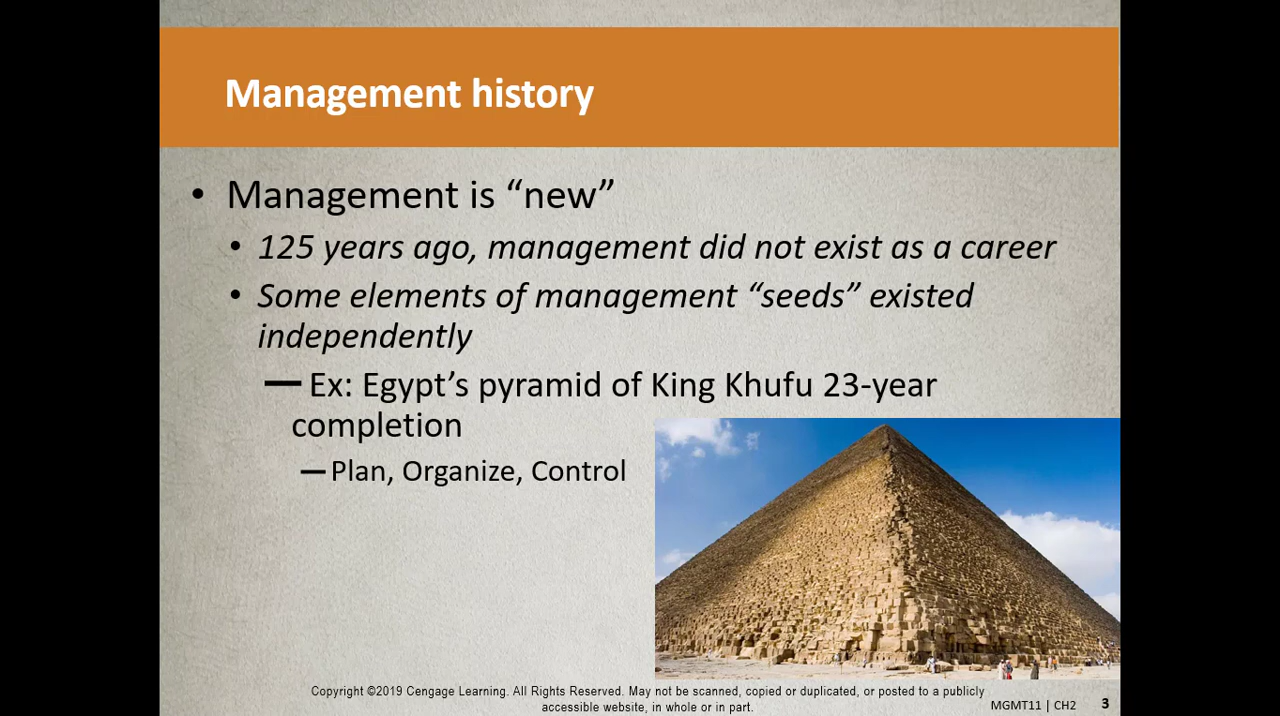 Management history
• Management is “new”
• 125 years ago, management did not exist as a career
• Some elements of management “seeds” existed
independently
— Ex: Egypt’s pyramid of King Khufu 23-year
completion
— Plan, Organize, Control
Copyright ©2019 Cengage Learning. All Rights Reserved. May not be scanned, copied or duplicated, or posted to a publicly
accessible website, in whole or in part.
MGMT11 | CH2 3